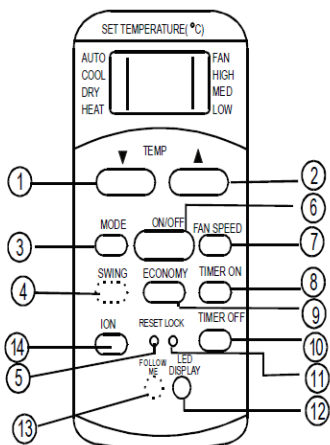 SET TEMPERATURE(°C)
AUTO FAN
COOL HIGH
DRY MED
HEAT LOW
TEMP
▼ ▲
1 2
6
MODE ON/OFF FAN SPEED
3 7
SWING ECONOMY TIMER ON
4 8
9
ION RESET LOCK TIMER OFF
14 10
5 11
FOLLOW ME LED DISPLAY
13 12